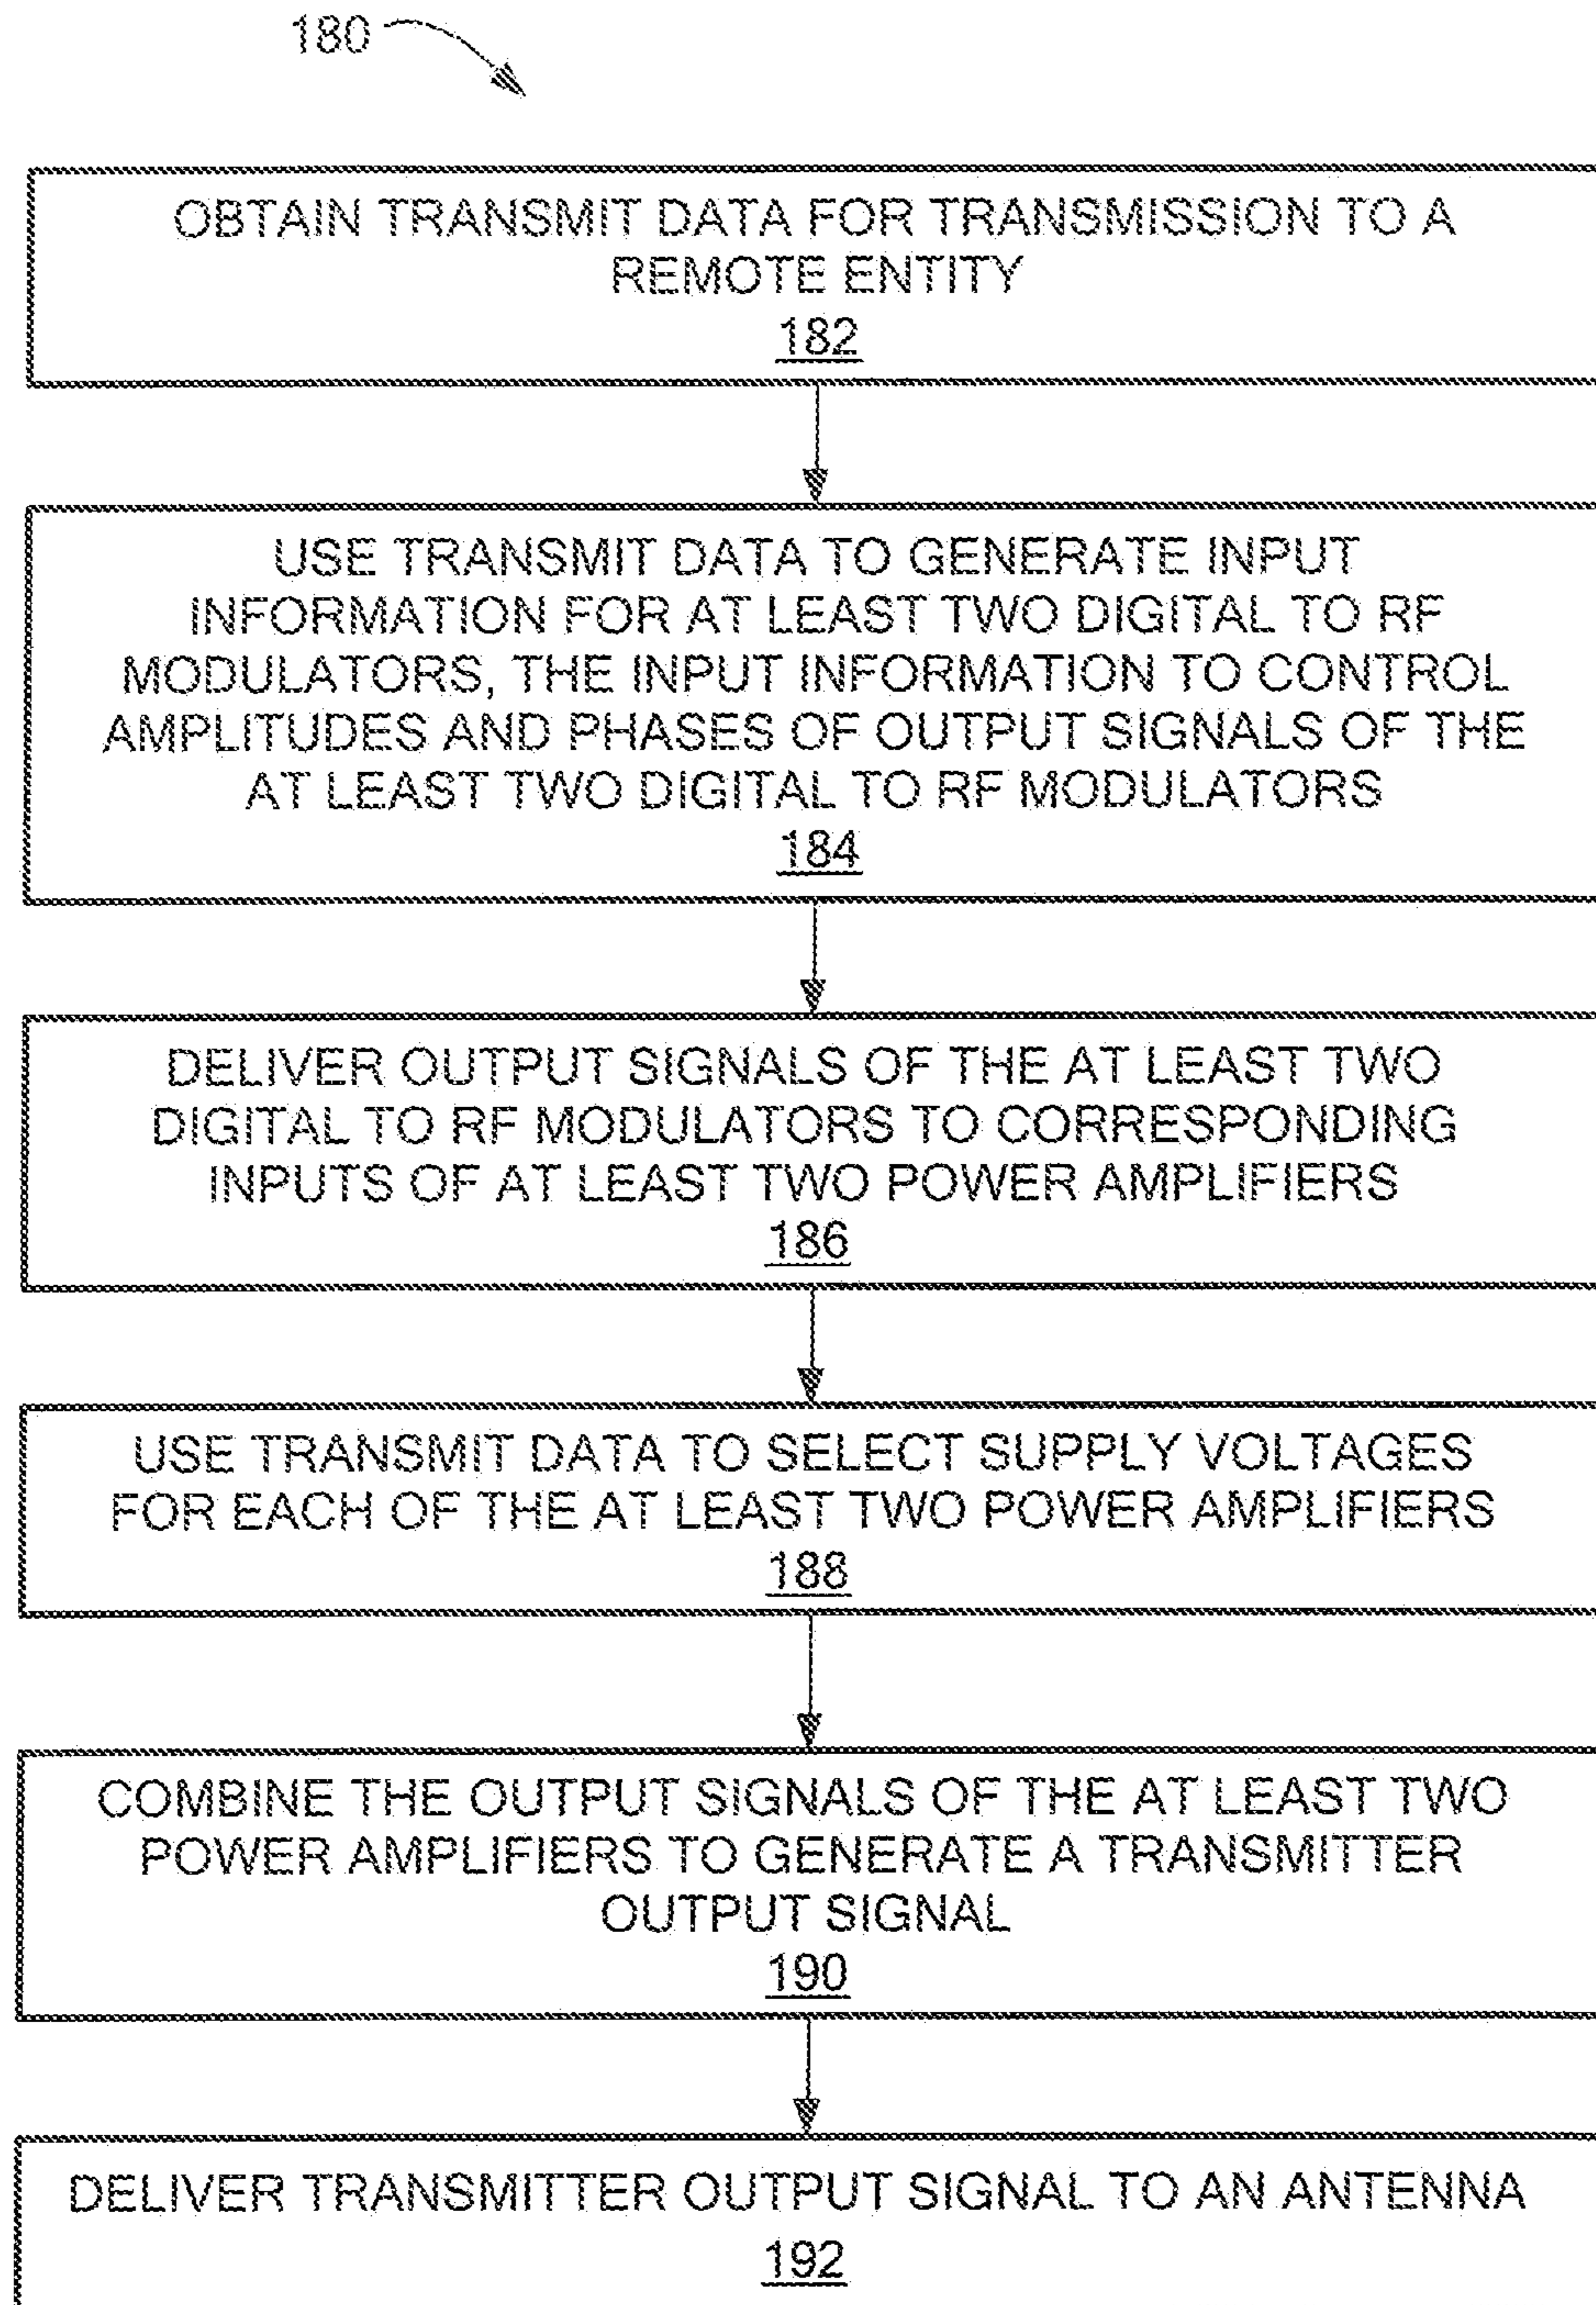 180
OBTAIN TRANSMIT DATA FOR TRANSMISSION TO A
REMOTE ENTITY
182
USE TRANSMIT DATA TO GENERATE INPUT
INFORMATION FOR AT LEAST TWO DIGITAL TO RF
MODULATORS, THE INPUT INFORMATION TO CONTROL
AMPLITUDES AND PHASES OF OUTPUT SIGNALS OF THE
AT LEAST TWO DIGITAL TO RF MODULATORS
184
DELIVER OUTPUT SIGNALS OF THE AT LEAST TWO
DIGITAL TO RF MODULATORS TO CORRESPONDING
INPUTS OF AT LEAST TWO POWER AMPLIFIERS
186
USE TRANSMIT DATA TO SELECT SUPPLY VOLTAGES
FOR EACH OF THE AT LEAST TWO POWER AMPLIFIERS
188
COMBINE THE OUTPUT SIGNALS OF THE AT LEAST TWO
POWER AMPLIFIERS TO GENERATE A TRANSMITTER
OUTPUT SIGNAL
190
DELIVER TRANSMITTER OUTPUT SIGNAL TO AN ANTENNA
192